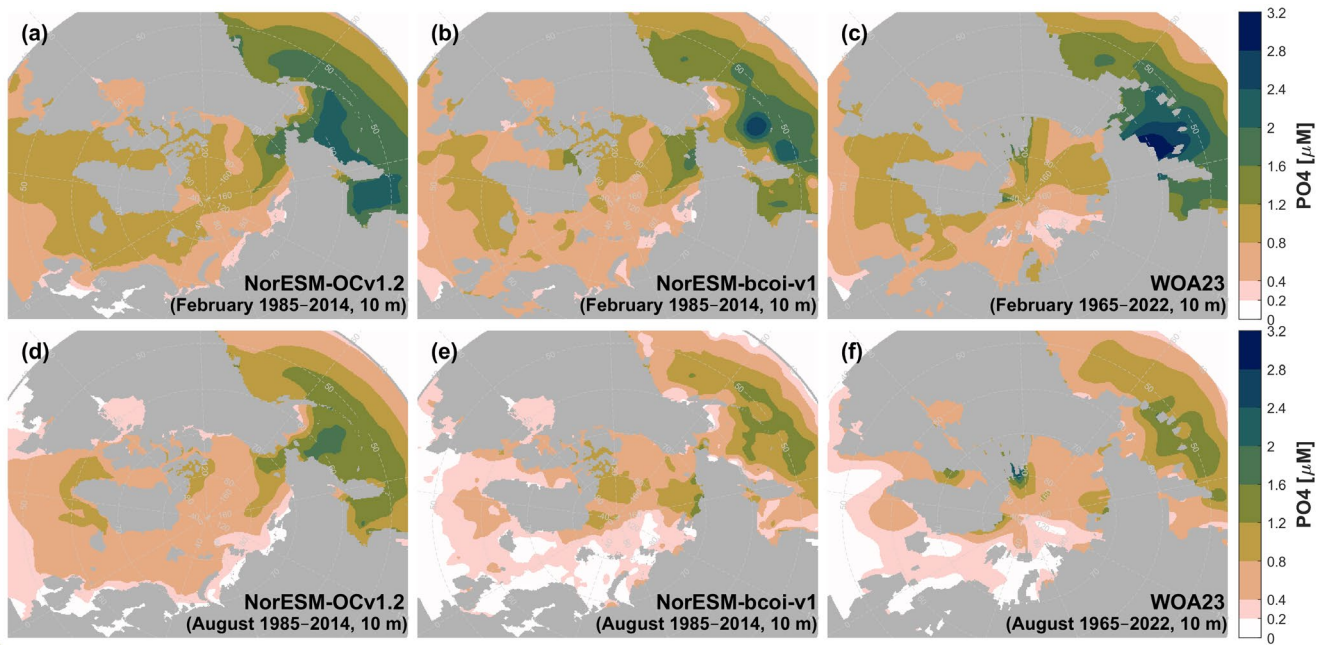 (a)
NorESM-OCv1.2
(February 1985–2014, 10 m)
(b)
NorESM-bcoi-v1
(February 1985–2014, 10 m)
(c)
WOA23
(February 1965–2022, 10 m)
3.2
2.8
2.4
2
1.6
1.2
0.8
0.4
0.2
0
PO4 [μM]
(d)
NorESM-OCv1.2
(August 1985–2014, 10 m)
(e)
NorESM-bcoi-v1
(August 1985–2014, 10 m)
(f)
WOA23
(August 1965–2022, 10 m)
3.2
2.8
2.4
2
1.6
1.2
0.8
0.4
0.2
0
PO4 [μM]